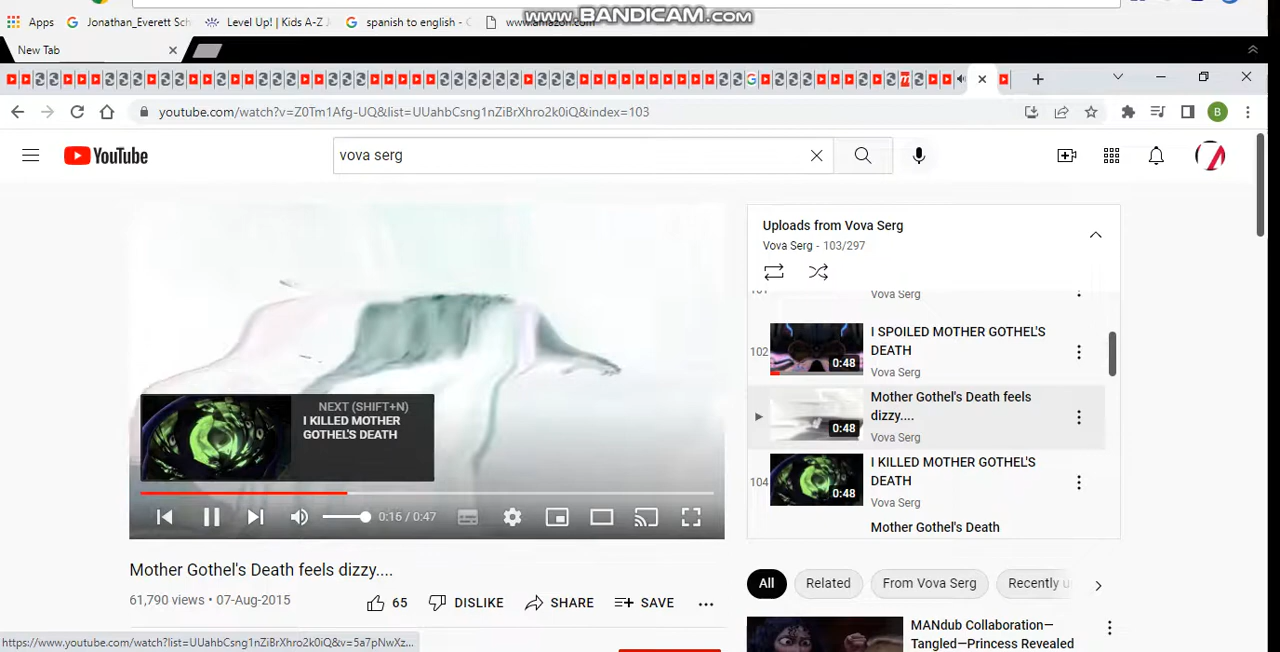 www.BANDICAM.com
Apps
Jonathan_Everett Sch
Level Up! | Kids A-Z J
spanish to english - G
www.amazon.com
New Tab
youtube.com/watch?v=Z0Tm1Afg-UQ&list=UUahbCsng1nZiBrXhro2k0iQ&index=103
B
YouTube
vova serg
Uploads from Vova Serg
Vova Serg - 103/297
101
Vova Serg
102
0:48
I SPOILED MOTHER GOTHEL'S
DEATH
Vova Serg
0:48
Mother Gothel's Death feels
dizzy....
Vova Serg
104
0:48
I KILLED MOTHER GOTHEL'S
DEATH
Vova Serg
Mother Gothel's Death
NEXT (SHIFT+N)
I KILLED MOTHER
GOTHEL'S DEATH
0:16 / 0:47
Mother Gothel's Death feels dizzy....
61,790 views • 07-Aug-2015
65
DISLIKE
SHARE
SAVE
All
Related
From Vova Serg
Recently u
MANdub Collaboration—
Tangled—Princess Revealed
https://www.youtube.com/watch?list=UUahbCsng1nZiBrXhro2k0iQ&v=5a7pNwXz...